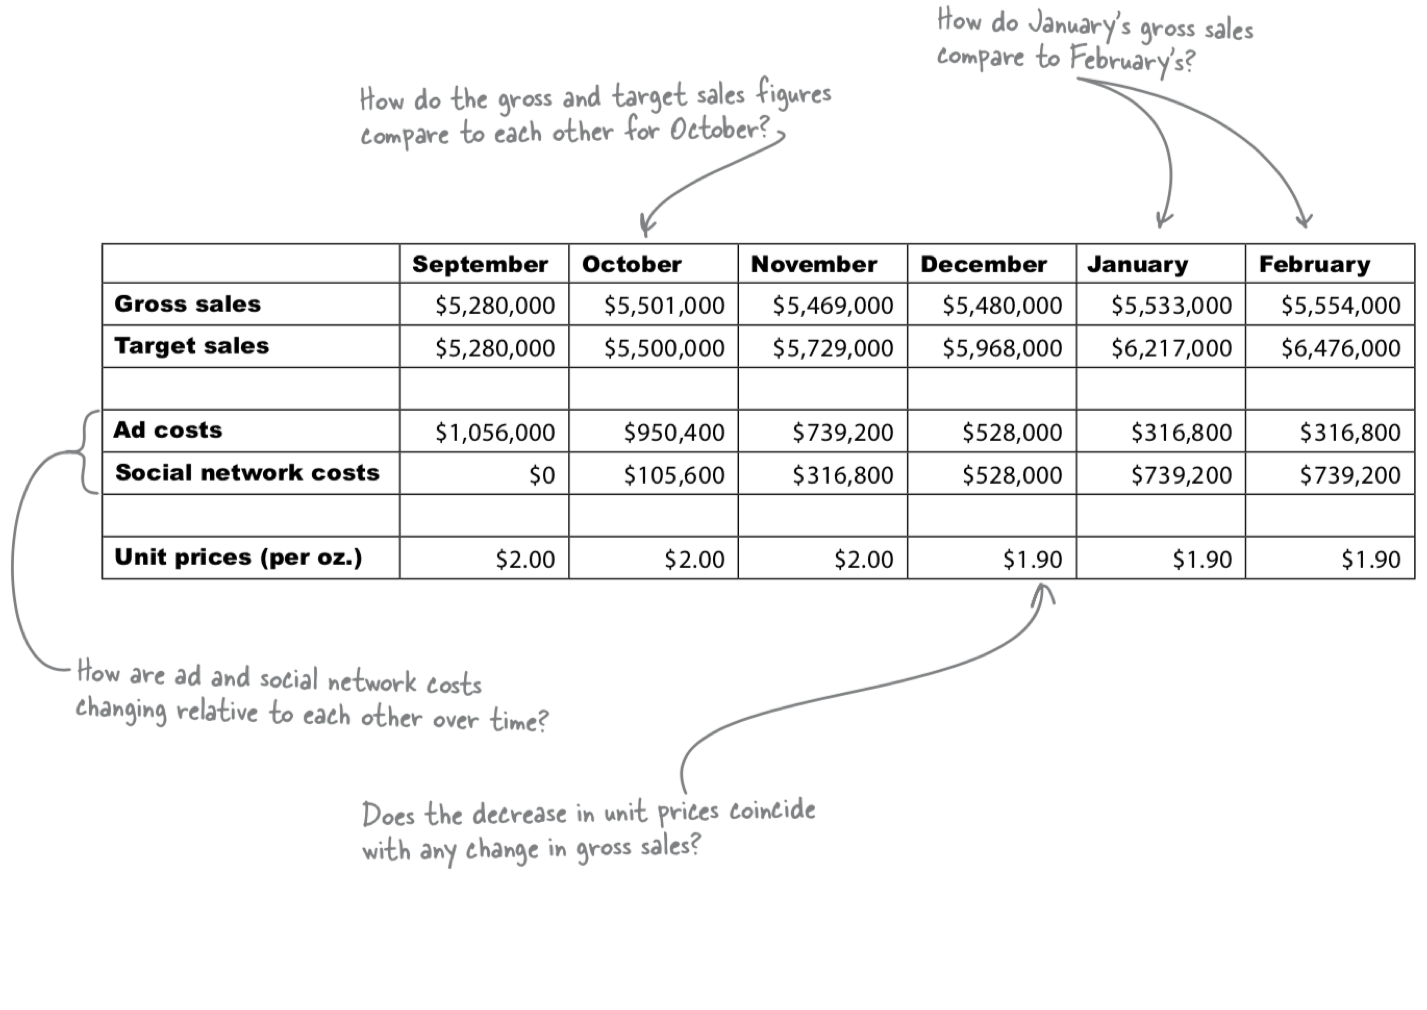 How do January's gross sales
compare to February's?
How do the gross and target sales figures
compare to each other for October?
September October November December January February
Gross sales $5,280,000 $5,501,000 $5,469,000 $5,480,000 $5,533,000 $5,554,000
Target sales $5,280,000 $5,500,000 $5,729,000 $5,968,000 $6,217,000 $6,476,000
Ad costs $1,056,000 $950,400 $739,200 $528,000 $316,800 $316,800
Social network costs $0 $105,600 $316,800 $528,000 $739,200 $739,200
Unit prices (per oz.) $2.00 $2.00 $2.00 $1.90 $1.90 $1.90
How are ad and social network costs
changing relative to each other over time?
Does the decrease in unit prices coincide
with any change in gross sales?